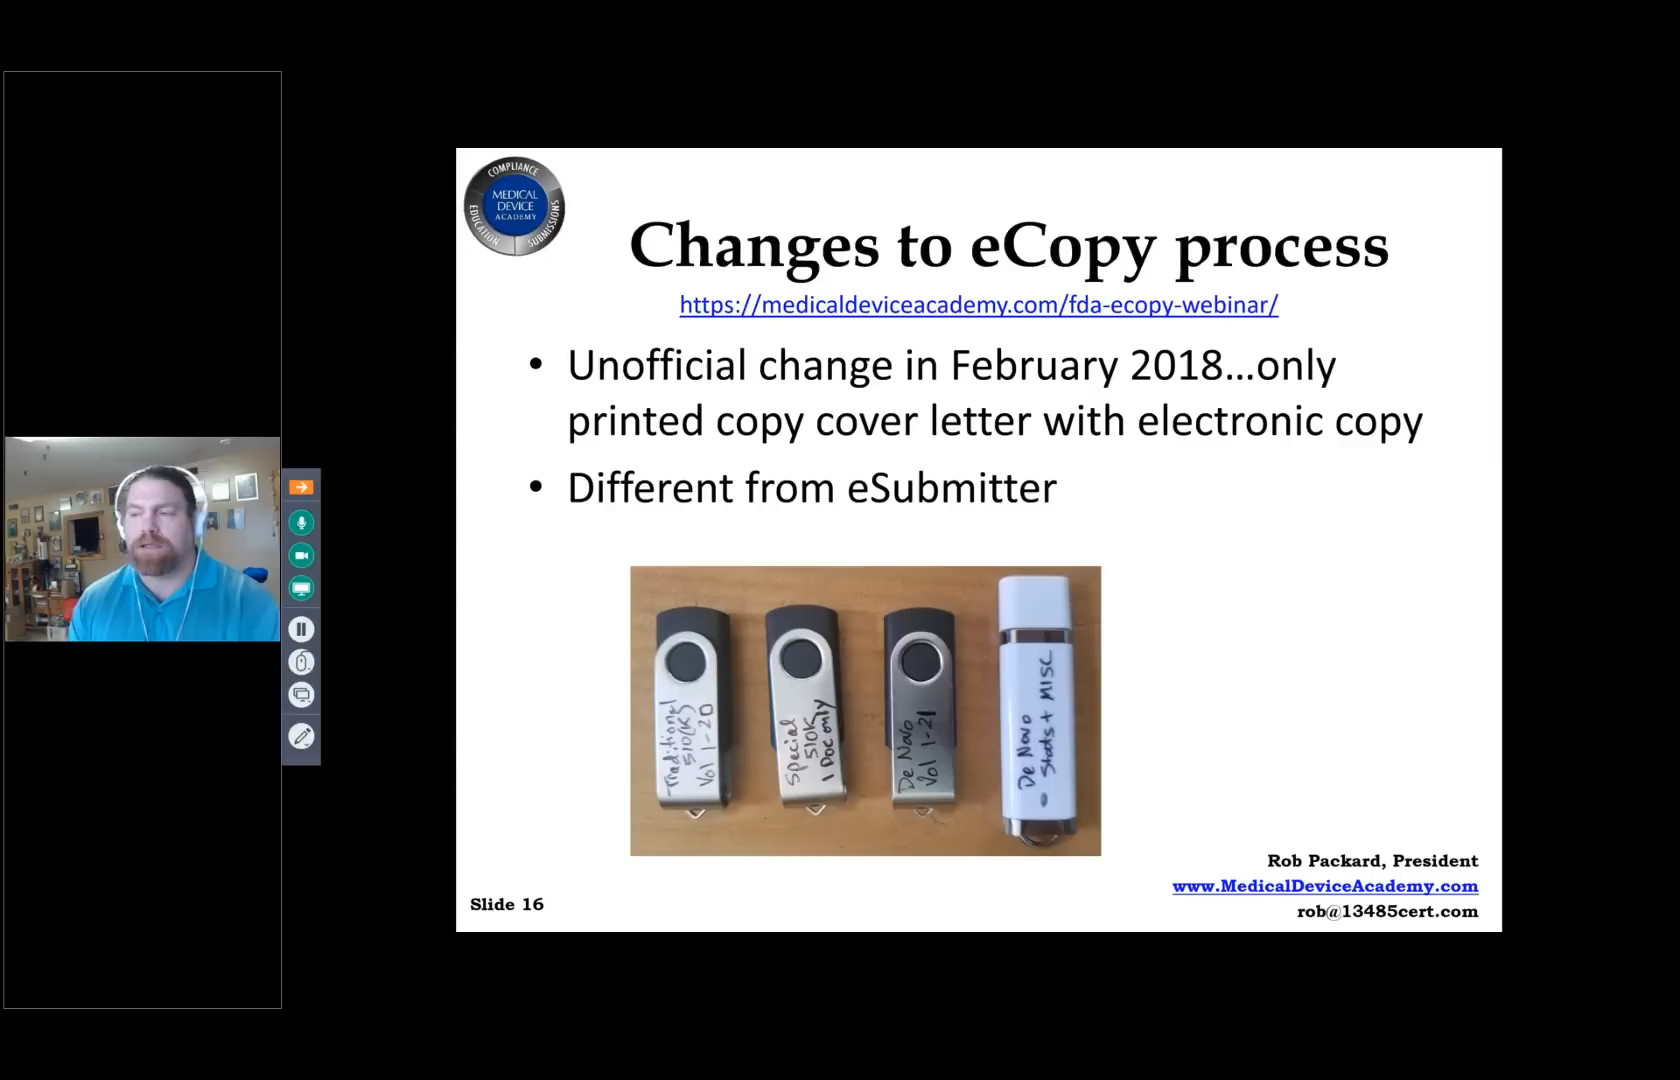 COMPLIANCE
EDUCATION
SUBMISSIONS
MEDICAL
DEVICE
ACADEMY
Changes to eCopy process
https://medicaldeviceacademy.com/fda-ecopy-webinar/
• Unofficial change in February 2018...only
printed copy cover letter with electronic copy
• Different from eSubmitter
Traditional
510(K)
Vol 1-20
Special
510K
1 Doc only
De Novo
Vol 1-21
De Novo
- Stats + MISC
Rob Packard, President
www.MedicalDeviceAcademy.com
rob@13485cert.com
Slide 16